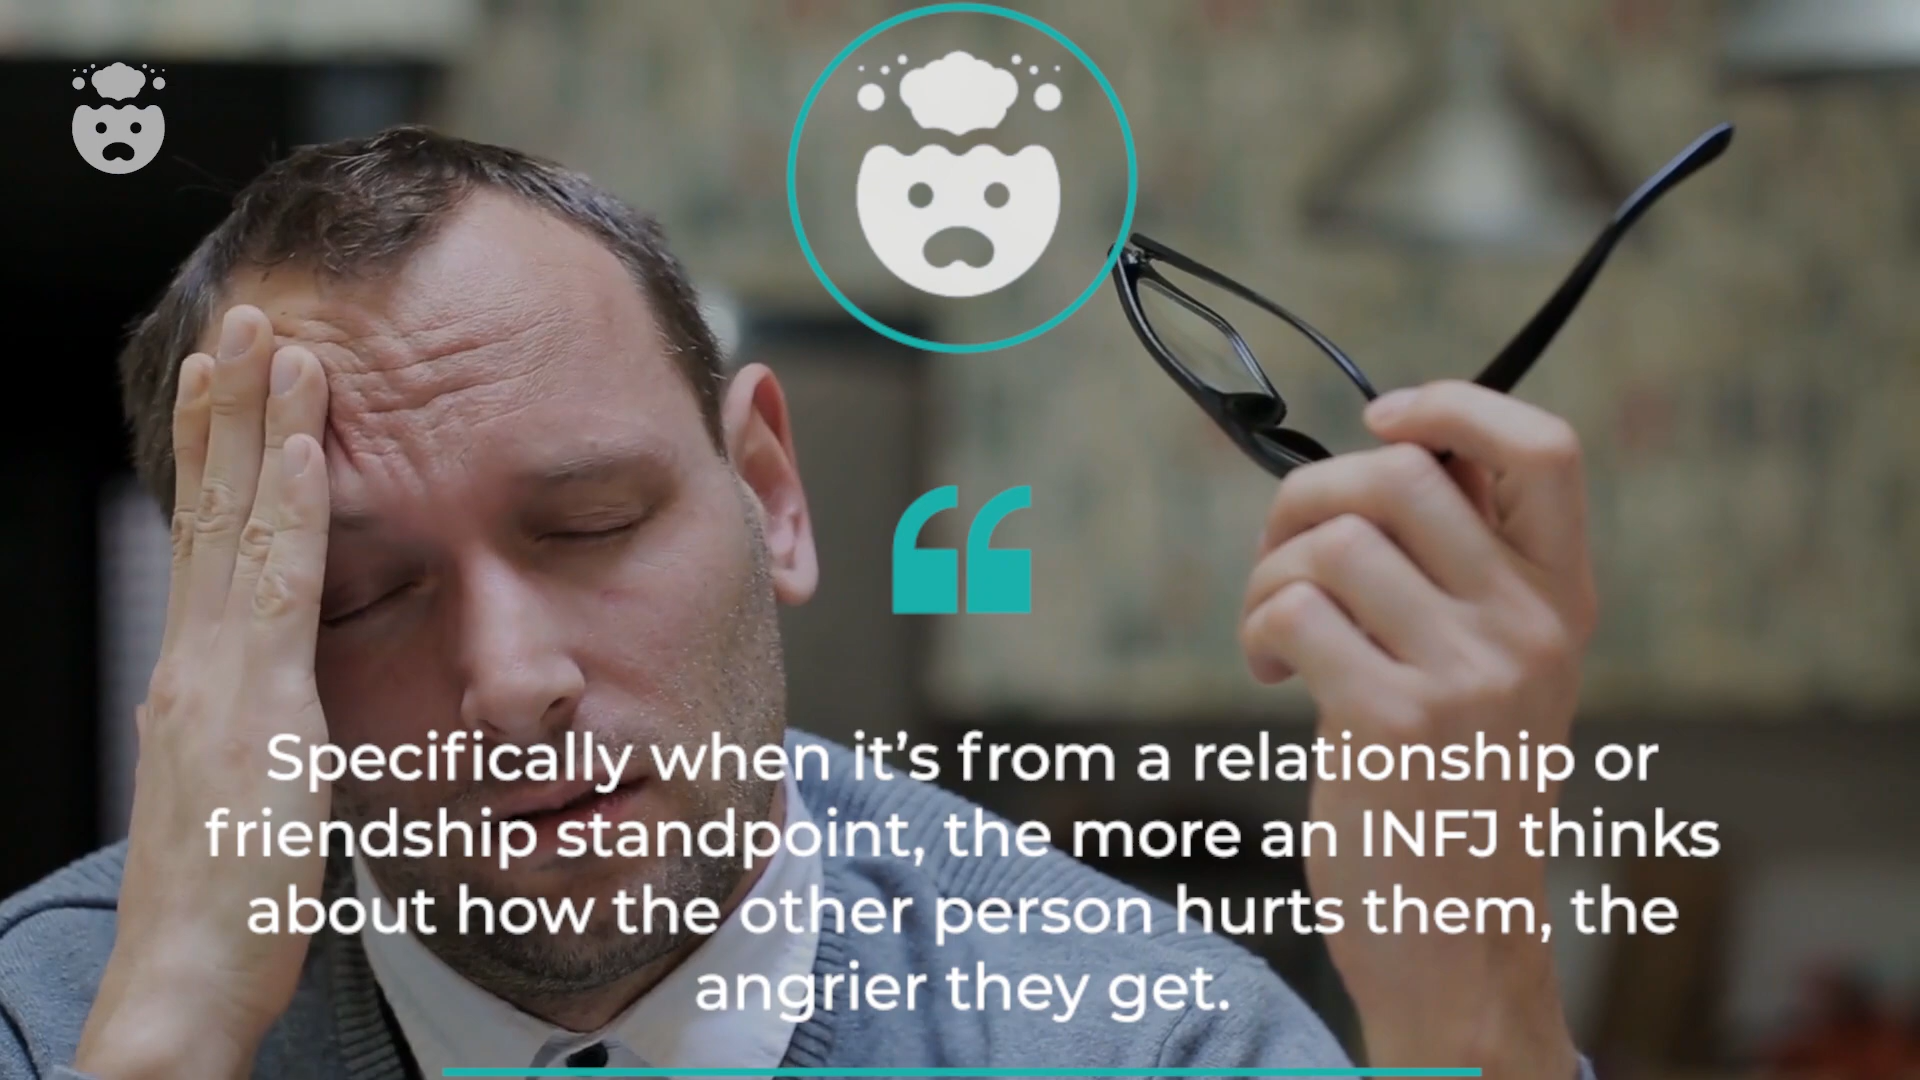 “
Specifically when it’s from a relationship or
friendship standpoint, the more an INFJ thinks
about how the other person hurts them, the
angrier they get.